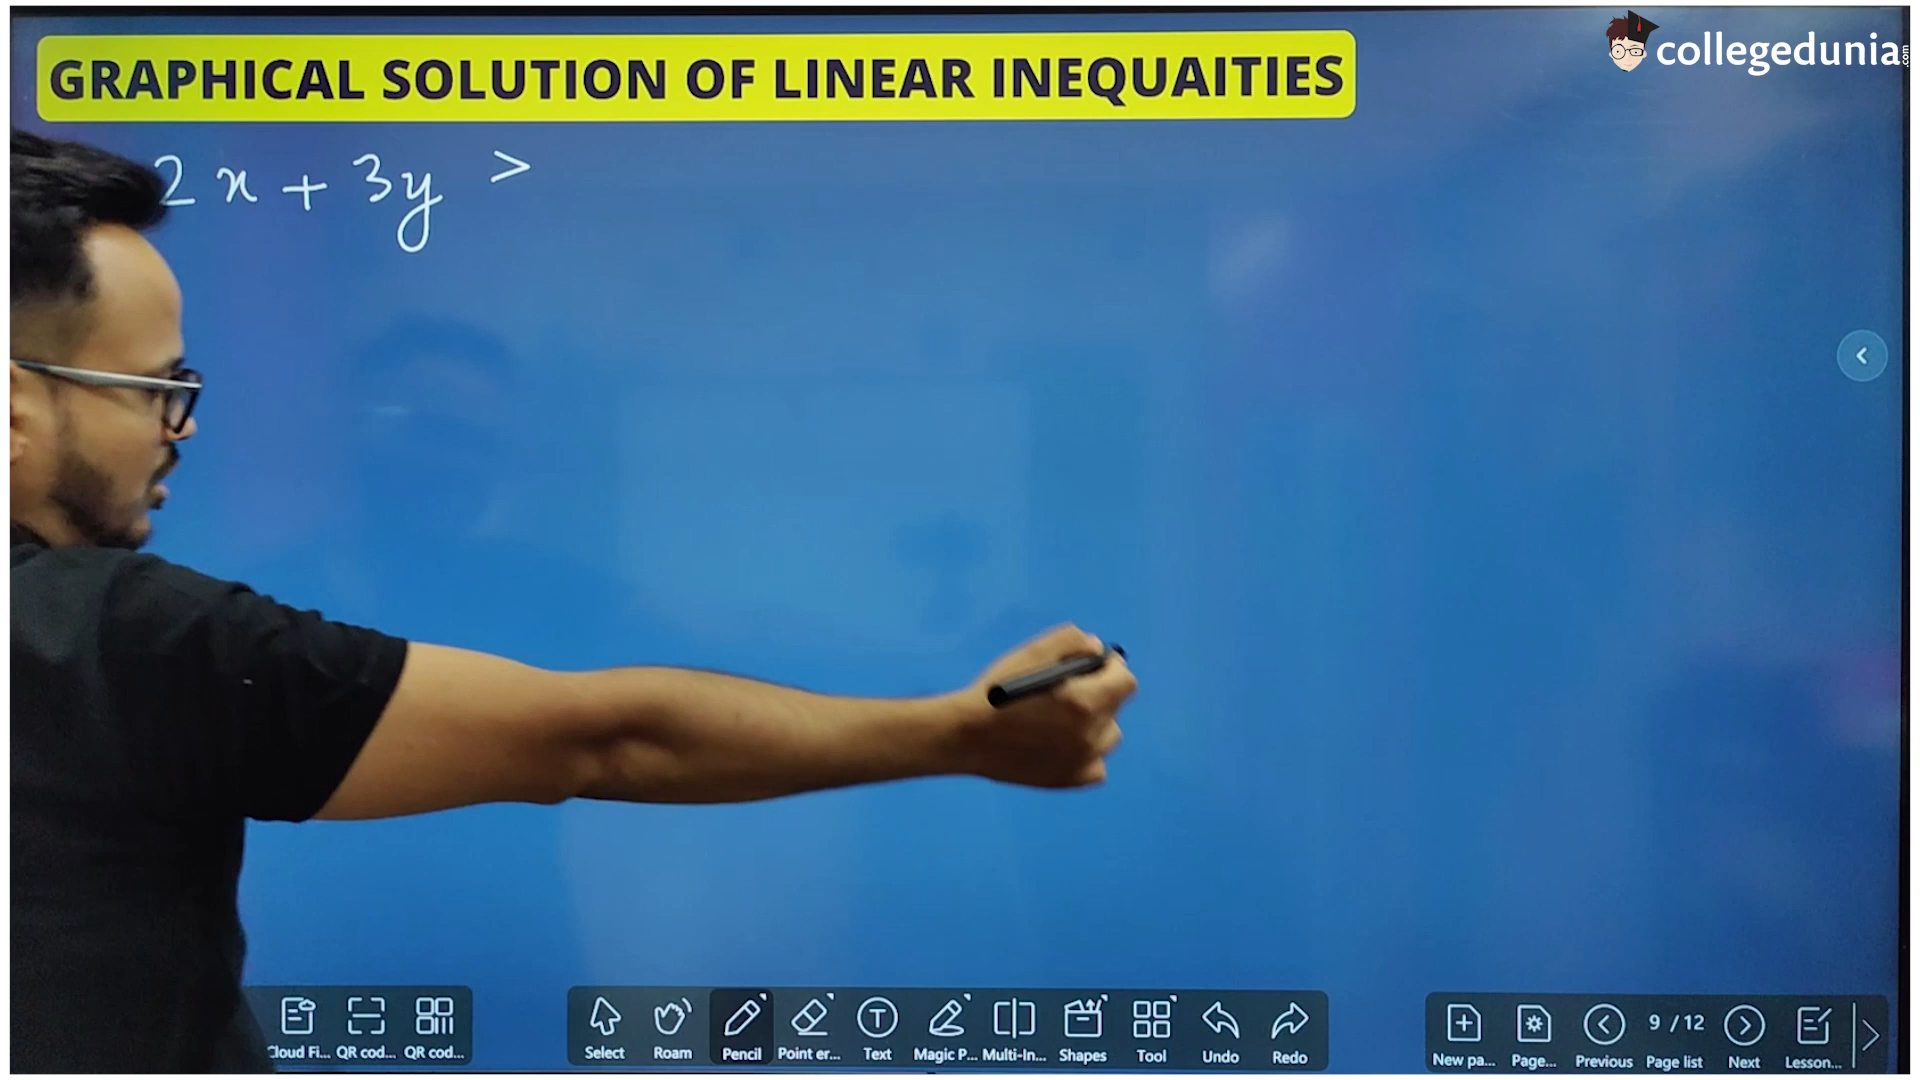 collegedunia.com
GRAPHICAL SOLUTION OF LINEAR INEQUAITIES
2x + 3y >
Cloud Fi... QR cod... QR cod...
Select Roam Pencil Point er... Text Magic P... Multi-In... Shapes Tool Undo Redo
9 / 12
New pa... Page... Previous Page list Next Lesson...